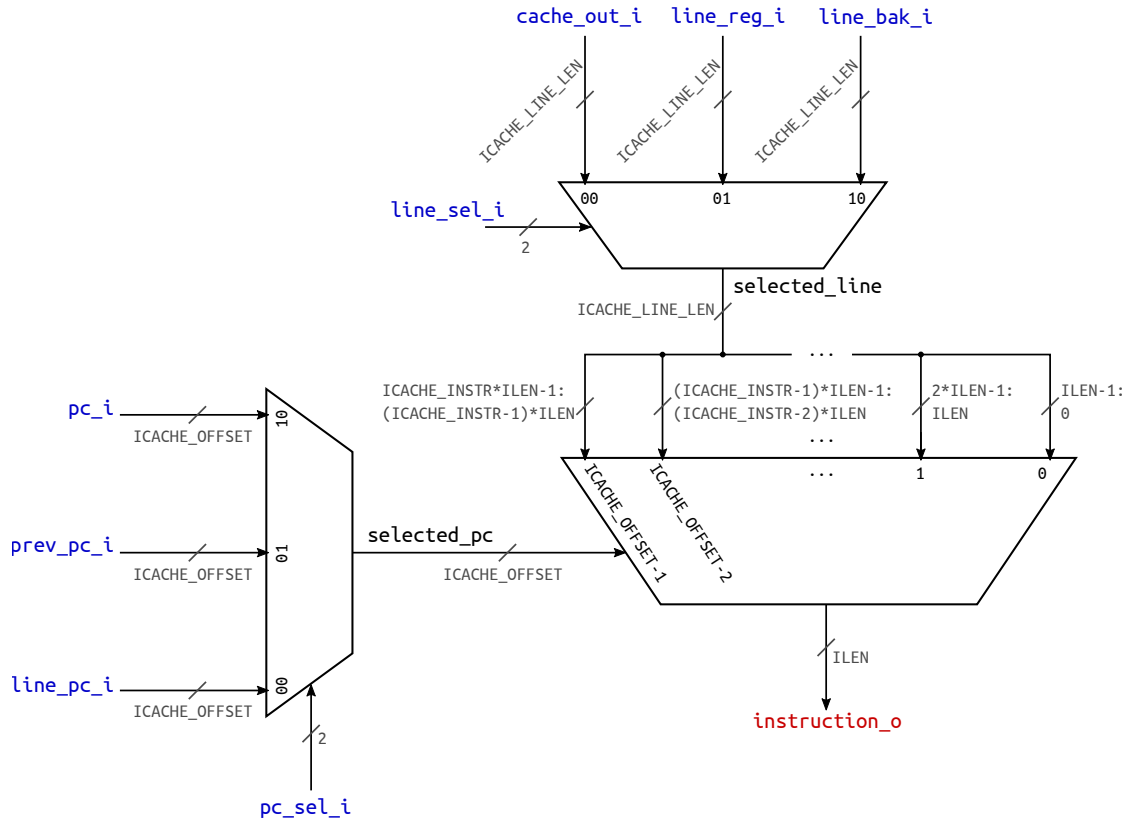 cache_out_i line_reg_i line_bak_i
ICACHE_LINE_LEN ICACHE_LINE_LEN ICACHE_LINE_LEN
00 01 10
line_sel_i
2
selected_line
ICACHE_LINE_LEN
...
ICACHE_INSTR*ILEN-1: (ICACHE_INSTR-1)*ILEN-1: 2*ILEN-1: ILEN-1:
(ICACHE_INSTR-1)*ILEN (ICACHE_INSTR-2)*ILEN ILEN 0
...
ICACHE_OFFSET-1 ICACHE_OFFSET-2 ... 1 0
pc_i
ICACHE_OFFSET
10
prev_pc_i
ICACHE_OFFSET
01
selected_pc
ICACHE_OFFSET
line_pc_i
ICACHE_OFFSET
00
2
pc_sel_i
ILEN
instruction_o